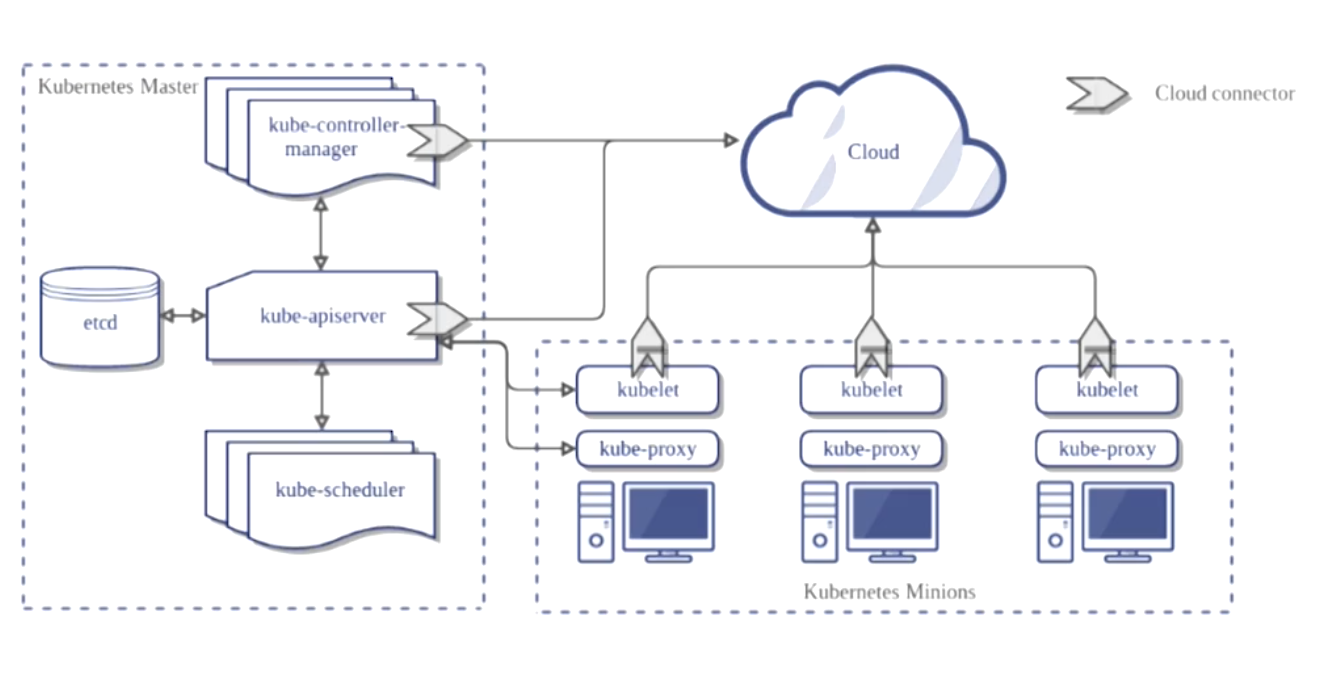 Kubernetes Master
kube-controller-
manager
Cloud
Cloud connector
etcd
kube-apiserver
kubelet
kubelet
kubelet
kube-proxy
kube-proxy
kube-proxy
kube-scheduler
Kubernetes Minions